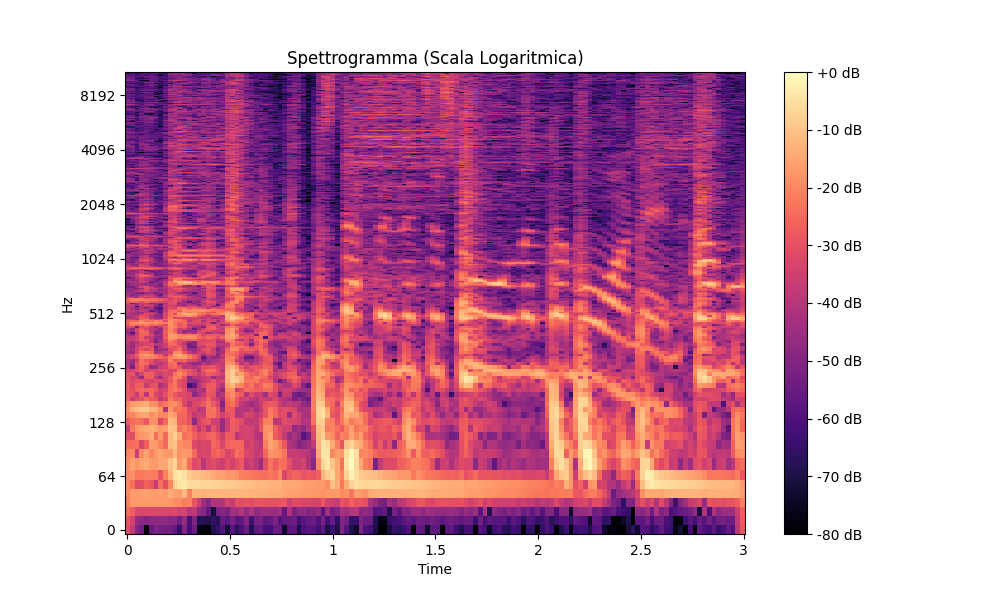 Spettrogramma (Scala Logaritmica)
8192
4096
2048
1024
512
256
128
64
0
Hz
0
0.5
1
1.5
2
2.5
3
Time
+0 dB
-10 dB
-20 dB
-30 dB
-40 dB
-50 dB
-60 dB
-70 dB
-80 dB